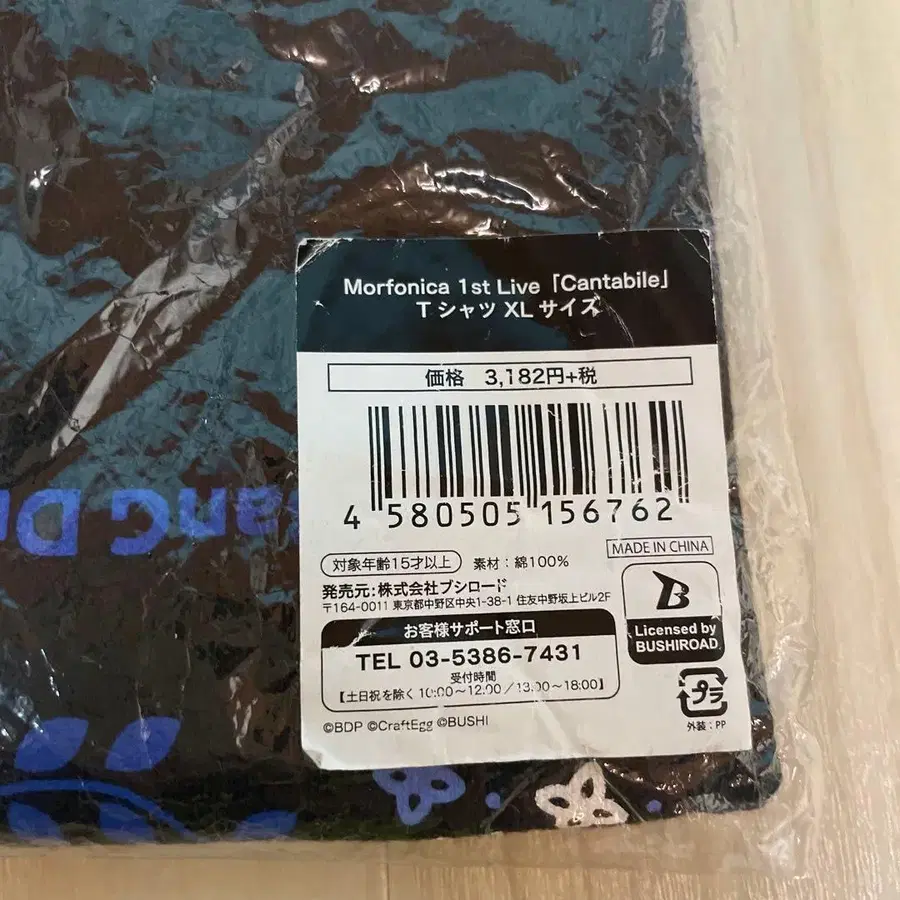 Morfonica 1st Live「Cantabile」
Tシャツ XLサイズ
価格 3,182円+税
4 580505 156762
MADE IN CHINA
対象年齢15才以上 素材：綿100%
発売元：株式会社ブシロード
〒164-0011 東京都中野区中央1-38-1 住友中野坂上ビル2F
お客様サポート窓口
TEL 03-5386-7431
受付時間
【土日祝を除く 10:00～12:00／13:00～18:00】
©BDP ©CraftEgg ©BUSHI
B
Licensed by
BUSHIROAD
プラ
外装：PP